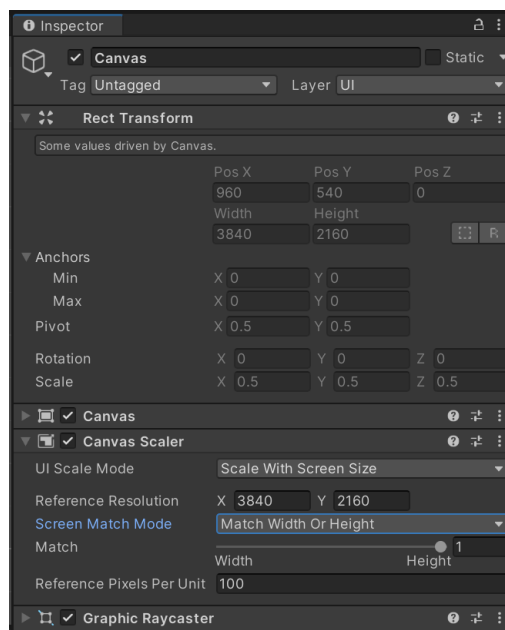 Inspector
Canvas Static
Tag Untagged Layer UI
Rect Transform
Some values driven by Canvas.
Pos X Pos Y Pos Z
960 540 0
Width Height
3840 2160
R
Anchors
Min X 0 Y 0
Max X 0 Y 0
Pivot X 0.5 Y 0.5
Rotation X 0 Y 0 Z 0
Scale X 0.5 Y 0.5 Z 0.5
Canvas
Canvas Scaler
UI Scale Mode Scale With Screen Size
Reference Resolution X 3840 Y 2160
Screen Match Mode Match Width Or Height
Match 1
Width Height
Reference Pixels Per Unit 100
Graphic Raycaster